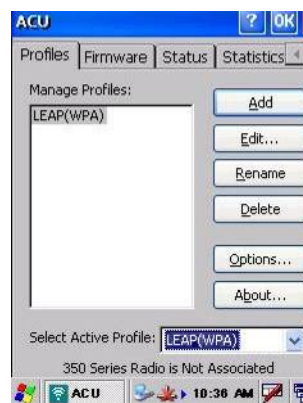 ACU ? OK
Profiles Firmware Status Statistics
Manage Profiles:
LEAP(WPA)
Add
Edit...
Rename
Delete
Options...
About...
Select Active Profile: LEAP(WPA)
350 Series Radio is Not Associated
ACU 10:36 AM